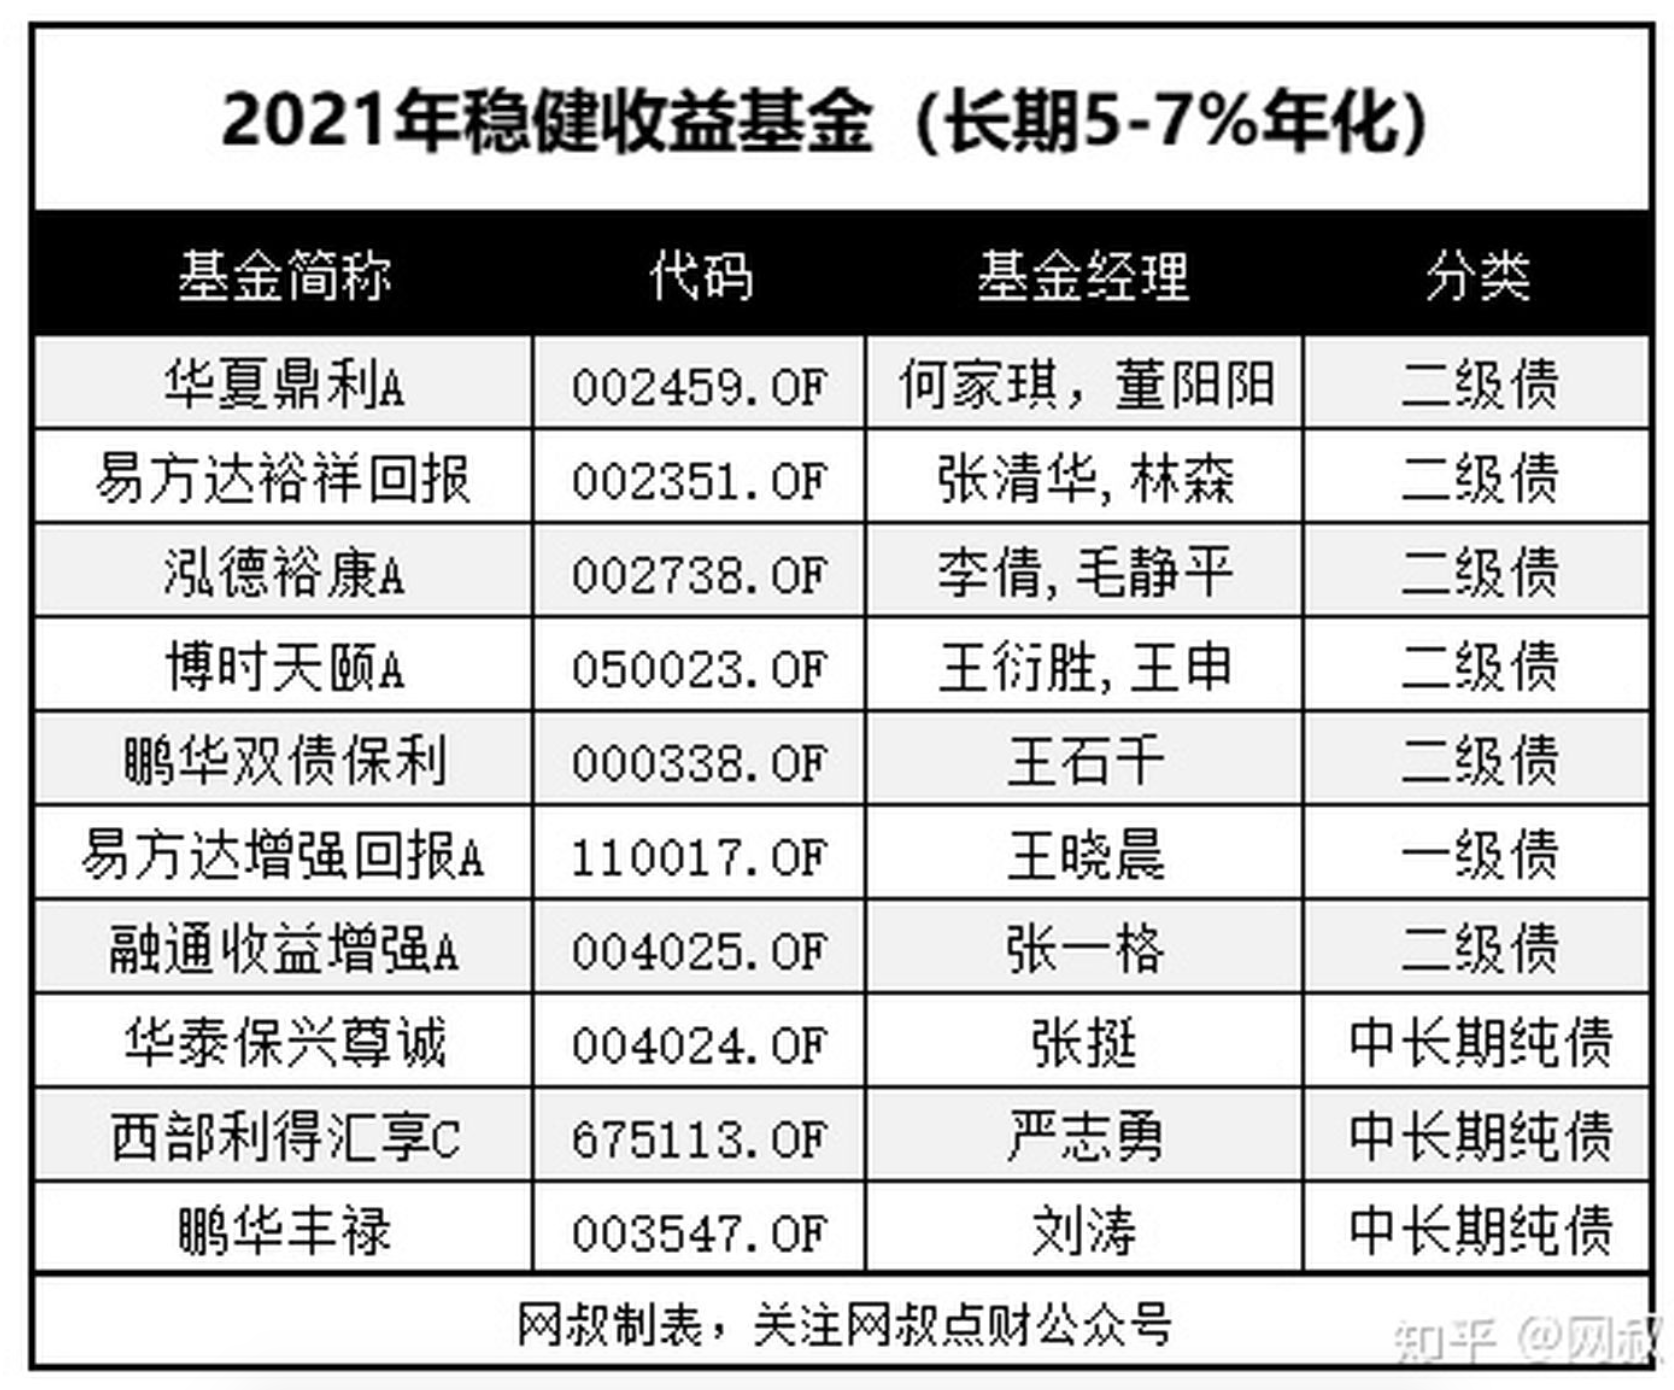 2021年稳健收益基金（长期5-7%年化）
基金简称 代码 基金经理 分类
华夏鼎利A 002459.OF 何家琪，董阳阳 二级债
易方达裕祥回报 002351.OF 张清华,林森 二级债
泓德裕康A 002738.OF 李倩,毛静平 二级债
博时天颐A 050023.OF 王衍胜,王申 二级债
鹏华双债保利 000338.OF 王石千 二级债
易方达增强回报A 110017.OF 王晓晨 一级债
融通收益增强A 004025.OF 张一格 二级债
华泰保兴尊诚 004024.OF 张挺 中长期纯债
西部利得汇享C 675113.OF 严志勇 中长期纯债
鹏华丰禄 003547.OF 刘涛 中长期纯债
网叔制表，关注网叔点财公众号
知乎 @网叔